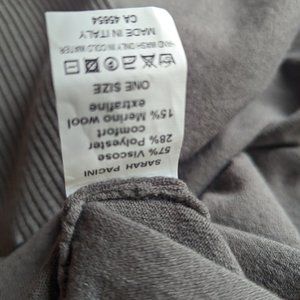 SARAH PACINI
57% Viscose
28% Polyester
comfort
15% Merino wool
extrafine
ONE SIZE
HAND WASH ONLY IN COLD WATER
MADE IN ITALY
CA 45654